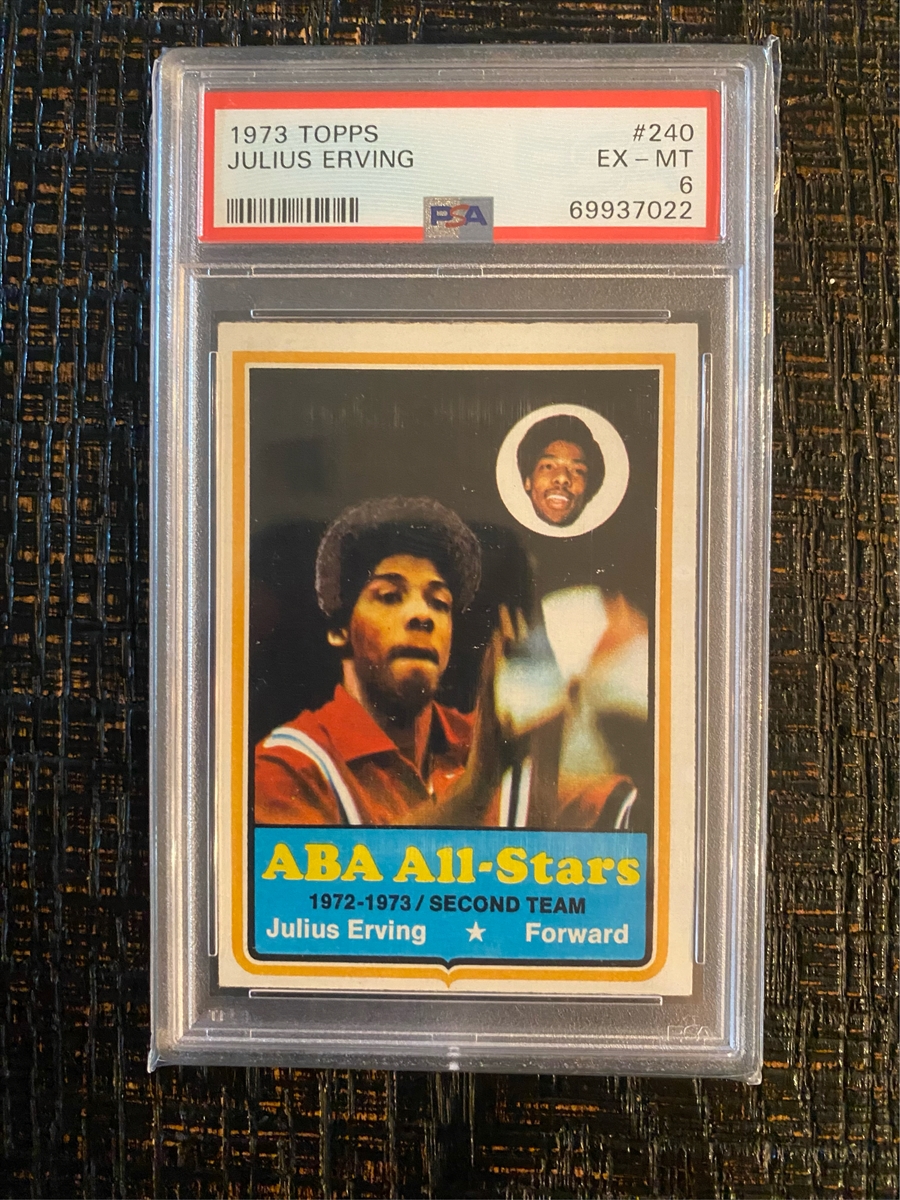 1973 TOPPS #240
JULIUS ERVING EX - MT
6
PSA 69937022
ABA All-Stars
1972-1973 / SECOND TEAM
Julius Erving ★ Forward